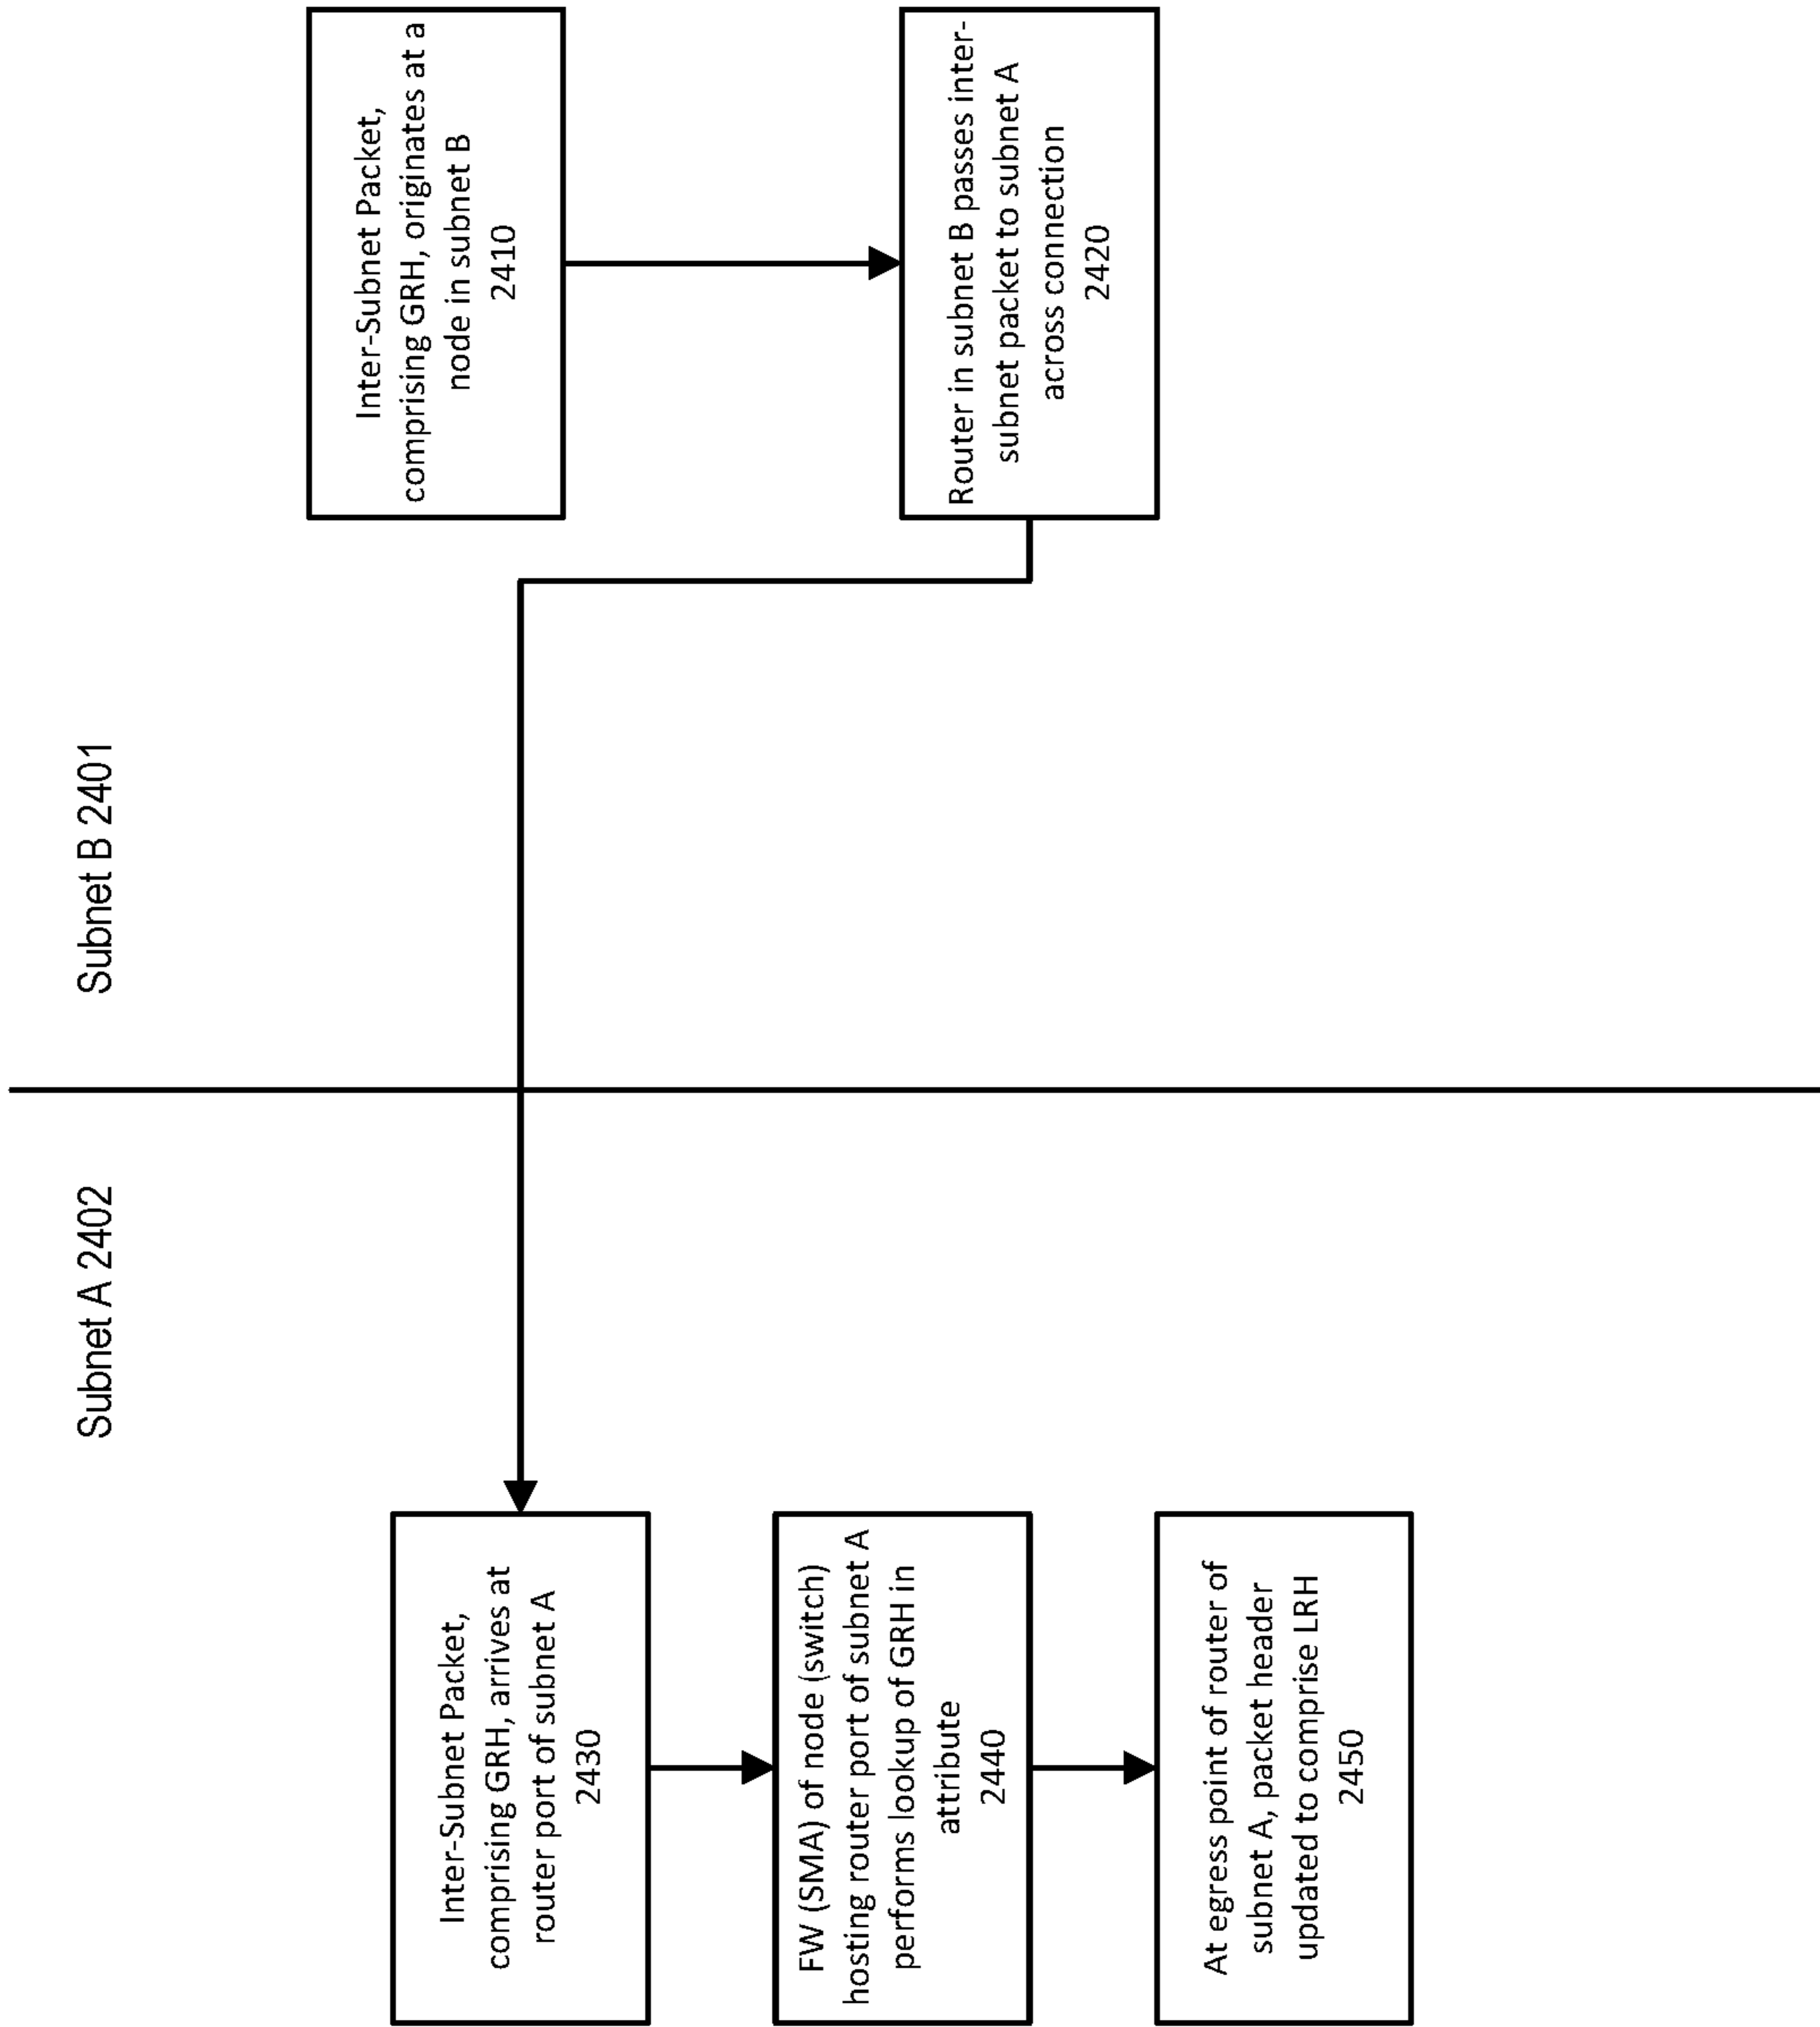 Subnet A 2402
Subnet B 2401
Inter-Subnet Packet,
comprising GRH, originates at a
node in subnet B
2410
Router in subnet B passes inter-
subnet packet to subnet A
across connection
2420
Inter-Subnet Packet,
comprising GRH, arrives at
router port of subnet A
2430
FW (SMA) of node (switch)
hosting router port of subnet A
performs lookup of GRH in
attribute
2440
At egress point of router of
subnet A, packet header
updated to comprise LRH
2450